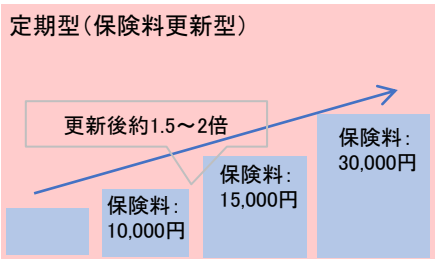 定期型（保険料更新型）
更新後約1.5～2倍
保険料：
10,000円
保険料：
15,000円
保険料：
30,000円